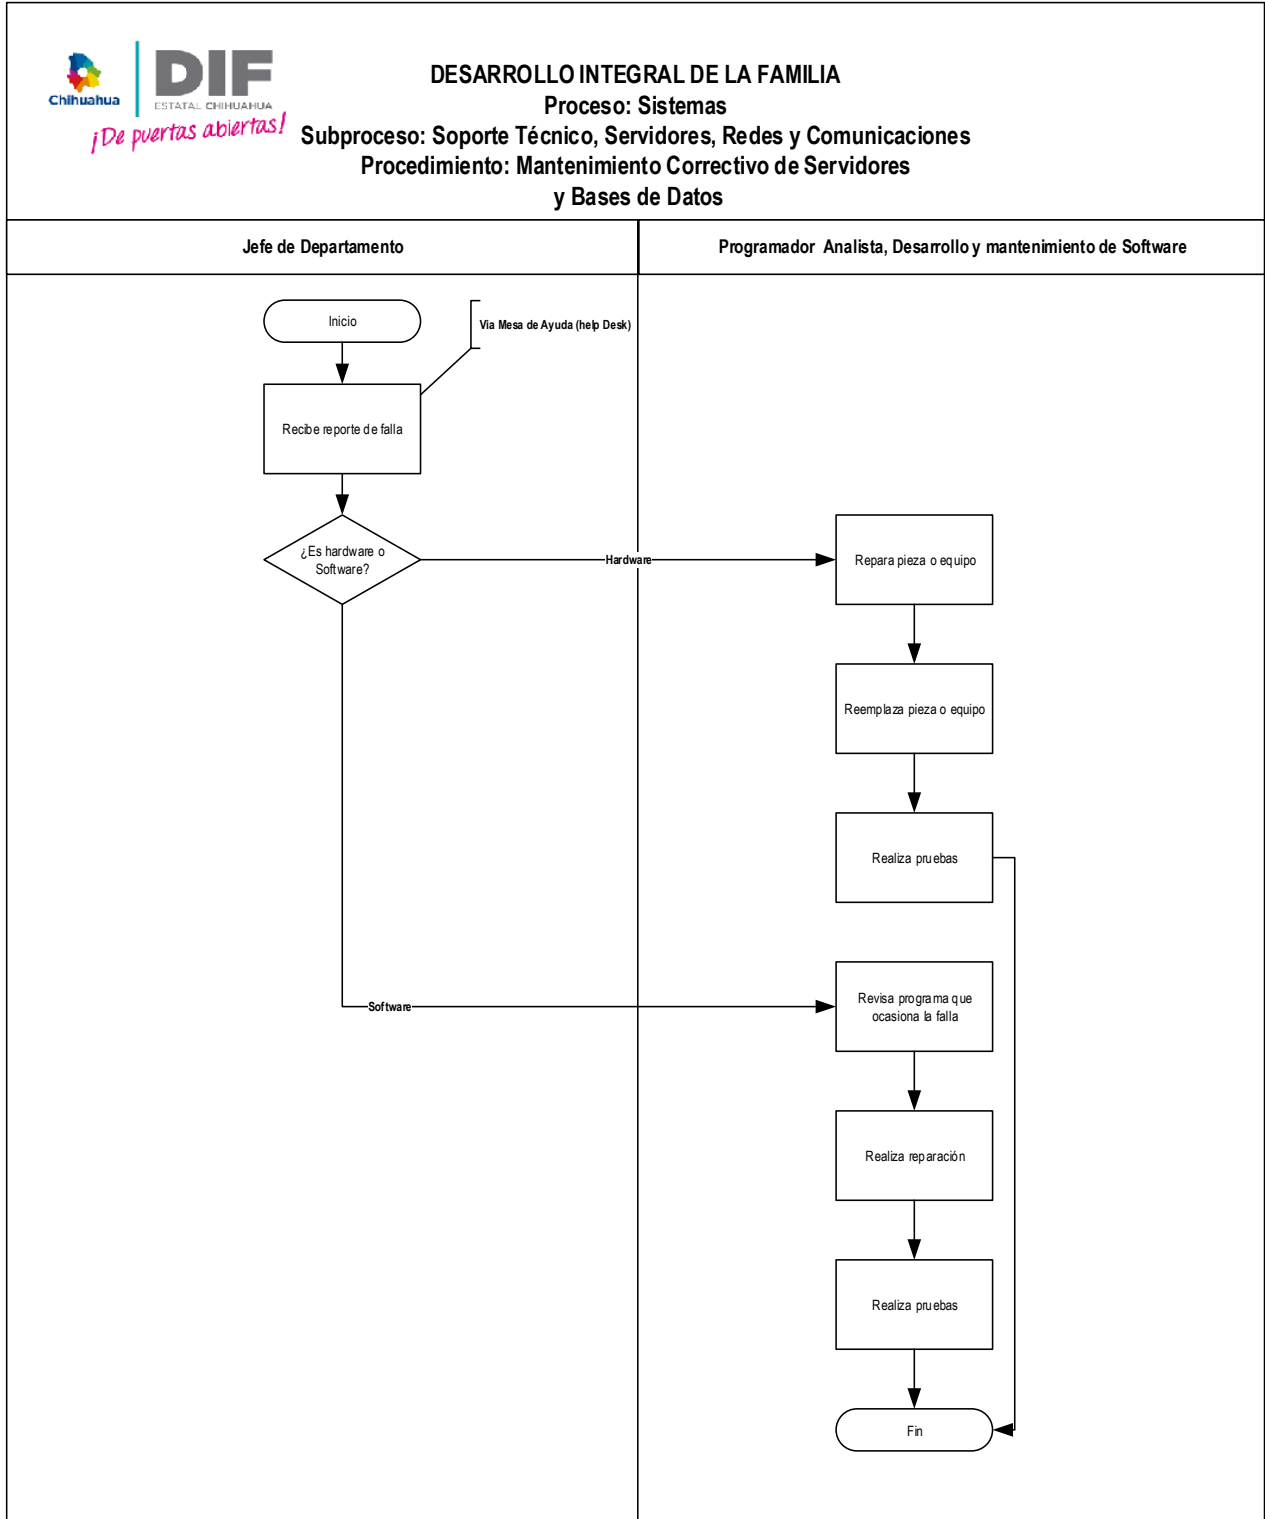 Chihuahua
DIF
ESTATAL CHIHUAHUA
¡De puertas abiertas!
DESARROLLO INTEGRAL DE LA FAMILIA
Proceso: Sistemas
Subproceso: Soporte Técnico, Servidores, Redes y Comunicaciones
Procedimiento: Mantenimiento Correctivo de Servidores
y Bases de Datos
Jefe de Departamento
Programador Analista, Desarrollo y mantenimiento de Software
Inicio
Via Mesa de Ayuda (help Desk)
Recibe reporte de falla
¿Es hardware o
Software?
Hardware
Repara pieza o equipo
Reemplaza pieza o equipo
Realiza pruebas
Software
Revisa programa que
ocasiona la falla
Realiza reparación
Realiza pruebas
Fin